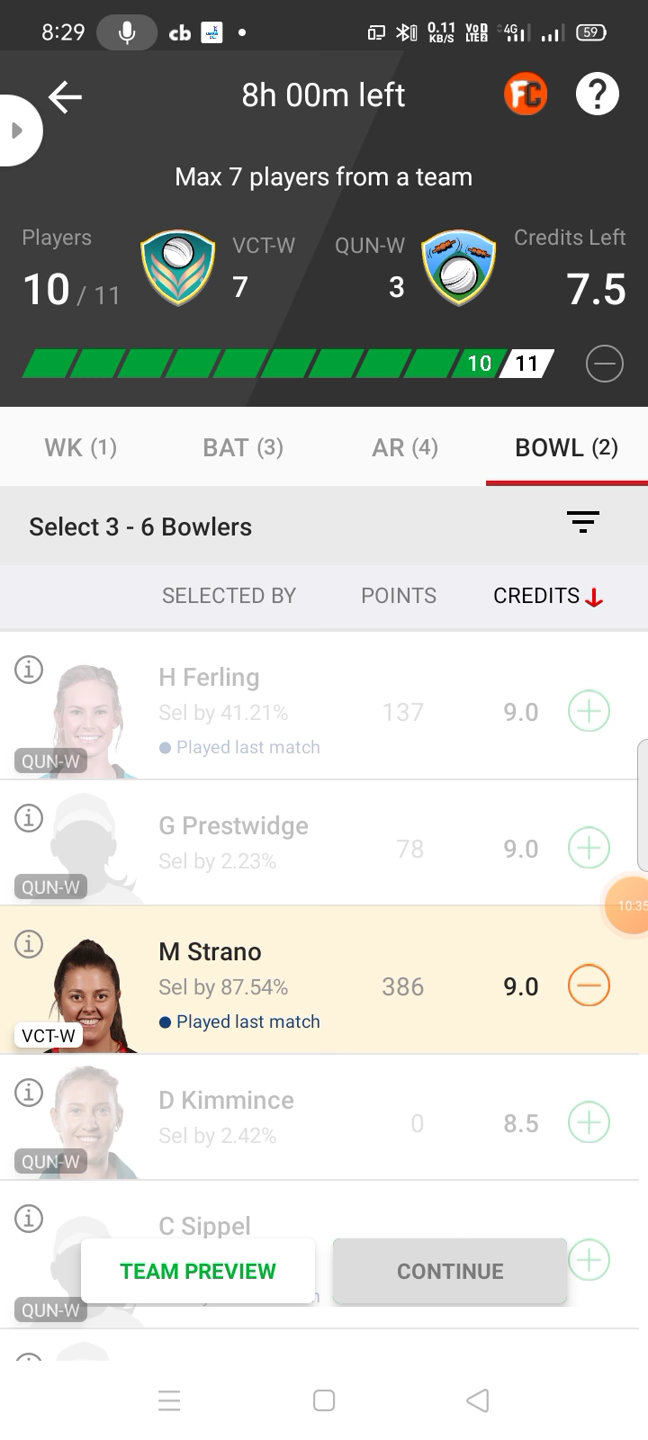 8:29 cb 0.11 KB/S VoD LTEB 4G 59
8h 00m left FC ?
Max 7 players from a team
Players VCT-W QUN-W Credits Left
10 / 11 7 3 7.5
10 11
WK (1) BAT (3) AR (4) BOWL (2)
Select 3 - 6 Bowlers
SELECTED BY POINTS CREDITS
H Ferling
Sel by 41.21% 137 9.0
Played last match
QUN-W
G Prestwidge
Sel by 2.23% 78 9.0
QUN-W
10:35
M Strano
Sel by 87.54% 386 9.0
Played last match
VCT-W
D Kimmince
Sel by 2.42% 0 8.5
QUN-W
C Sippel
TEAM PREVIEW CONTINUE
QUN-W